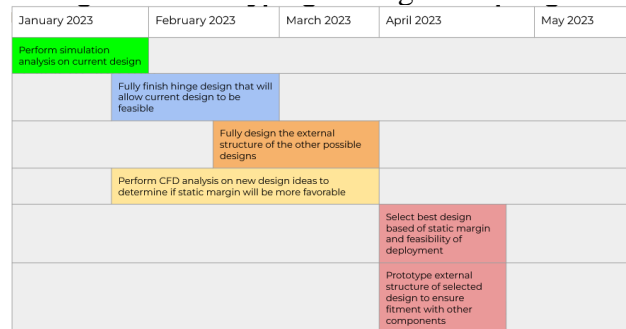 January 2023
February 2023
March 2023
April 2023
May 2023
Perform simulation
analysis on current design
Fully finish hinge design that will
allow current design to be
feasible
Fully design the external
structure of the other possible
designs
Perform CFD analysis on new design ideas to
determine if static margin will be more favorable
Select best design
based of static margin
and feasibility of
deployment
Prototype external
structure of selected
design to ensure
fitment with other
components